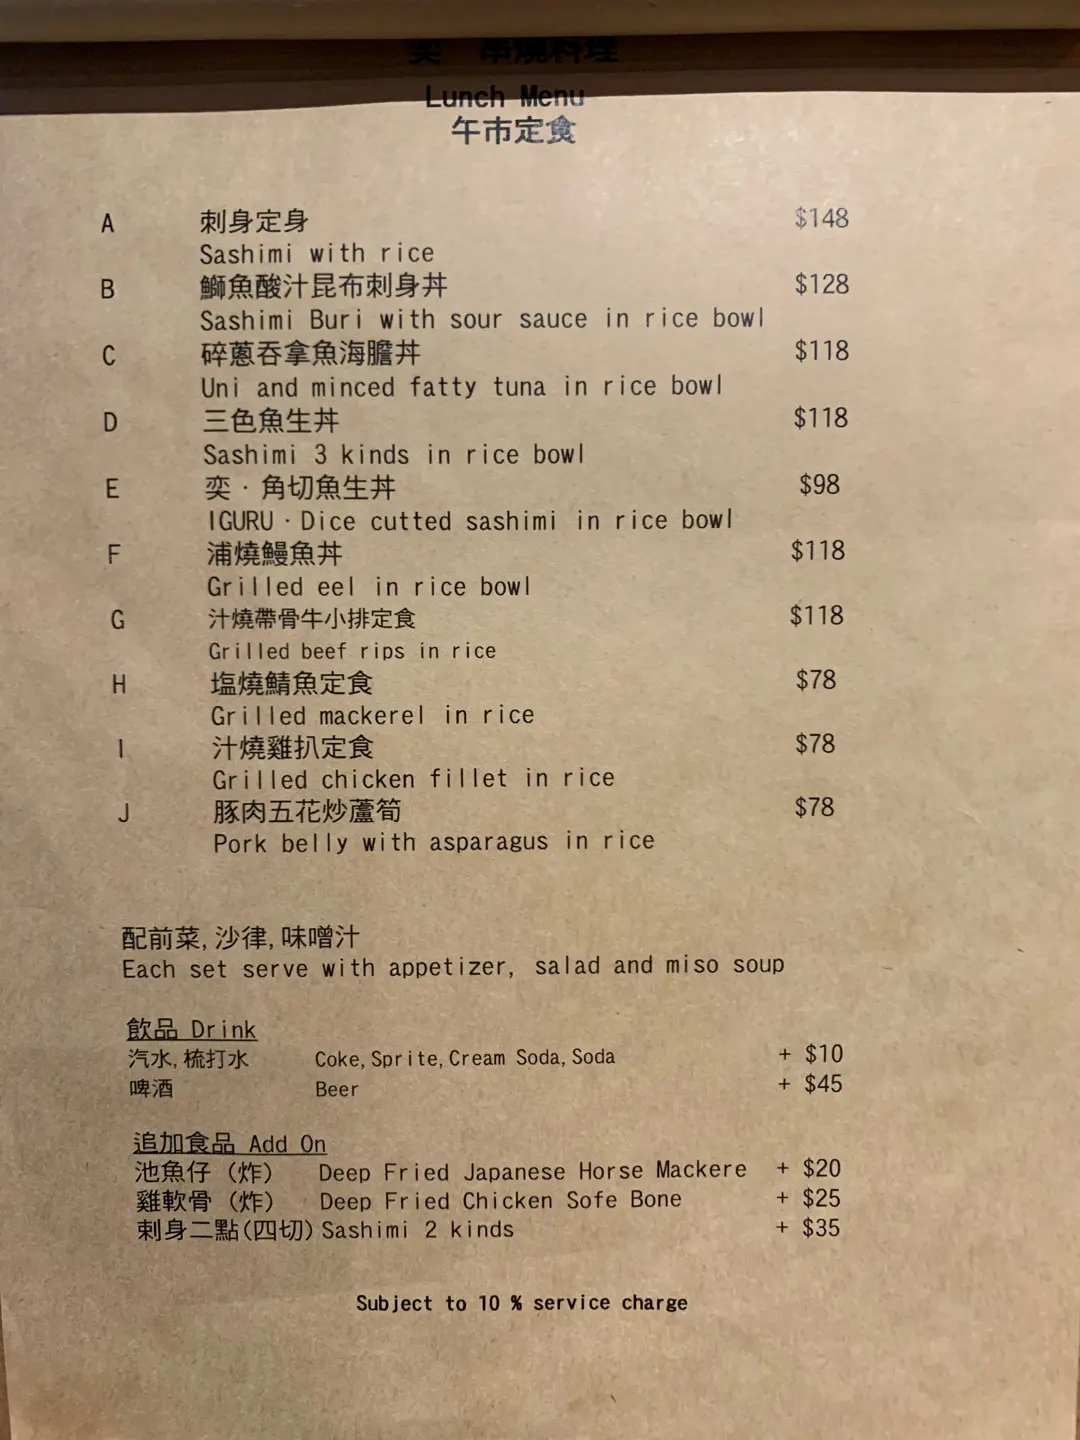 奕 串燒料理
Lunch Menu
午市定食
A 刺身定身 $148
Sashimi with rice
B 鰤魚酸汁昆布刺身丼 $128
Sashimi Buri with sour sauce in rice bowl
C 碎蔥吞拿魚海膽丼 $118
Uni and minced fatty tuna in rice bowl
D 三色魚生丼 $118
Sashimi 3 kinds in rice bowl
E 奕·角切魚生丼 $98
IGURU·Dice cutted sashimi in rice bowl
F 浦燒鰻魚丼 $118
Grilled eel in rice bowl
G 汁燒帶骨牛小排定食 $118
Grilled beef rips in rice
H 塩燒鯖魚定食 $78
Grilled mackerel in rice
I 汁燒雞扒定食 $78
Grilled chicken fillet in rice
J 豚肉五花炒蘆筍 $78
Pork belly with asparagus in rice
配前菜,沙律,味噌汁
Each set serve with appetizer, salad and miso soup
飲品 Drink
汽水,梳打水 Coke,Sprite,Cream Soda,Soda + $10
啤酒 Beer + $45
追加食品 Add On
池魚仔 (炸) Deep Fried Japanese Horse Mackere + $20
雞軟骨 (炸) Deep Fried Chicken Sofe Bone + $25
刺身二點(四切) Sashimi 2 kinds + $35
Subject to 10 % service charge